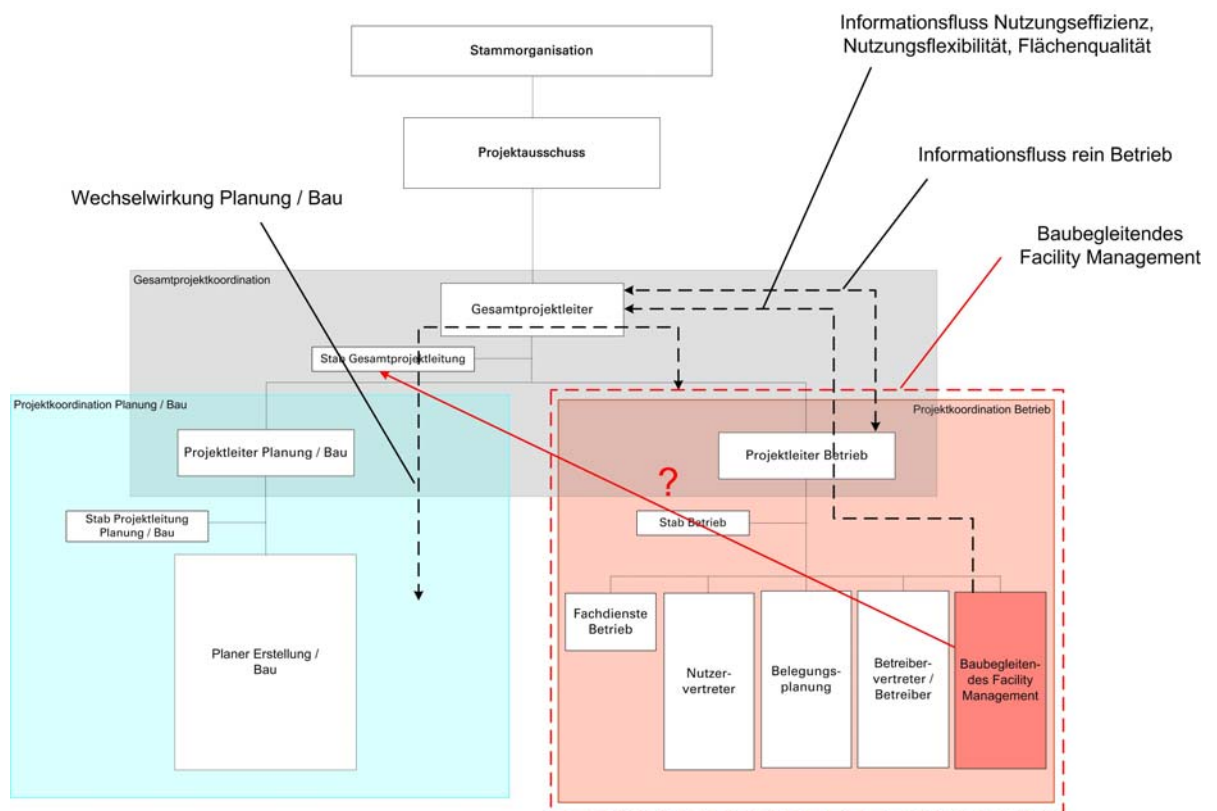 Informationsfluss Nutzungseffizienz,
Nutzungsflexibilität, Flächenqualität
Stammorganisation
Projektausschuss
Informationsfluss rein Betrieb
Wechselwirkung Planung / Bau
Baubegleitendes
Facility Management
Gesamtprojektkoordination
Gesamtprojektleiter
Stab Gesamtprojektleitung
Projektkoordination Planung / Bau
Projektkoordination Betrieb
Projektleiter Planung / Bau
Projektleiter Betrieb
?
Stab Projektleitung
Planung / Bau
Stab Betrieb
Planer Erstellung /
Bau
Fachdienste
Betrieb
Nutzer-
vertreter
Belegungs-
planung
Betreiber-
vertreter /
Betreiber
Baubegleiten-
des Facility
Management